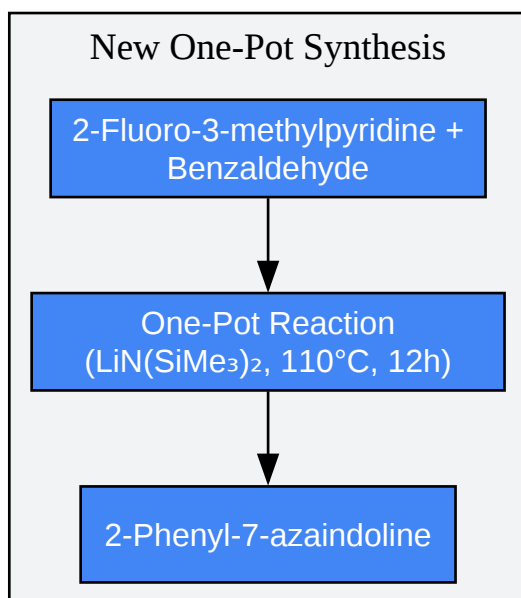 New One-Pot Synthesis
2-Fluoro-3-methylpyridine +
Benzaldehyde
One-Pot Reaction
(LiN(SiMe₃)₂, 110°C, 12h)
2-Phenyl-7-azaindoline